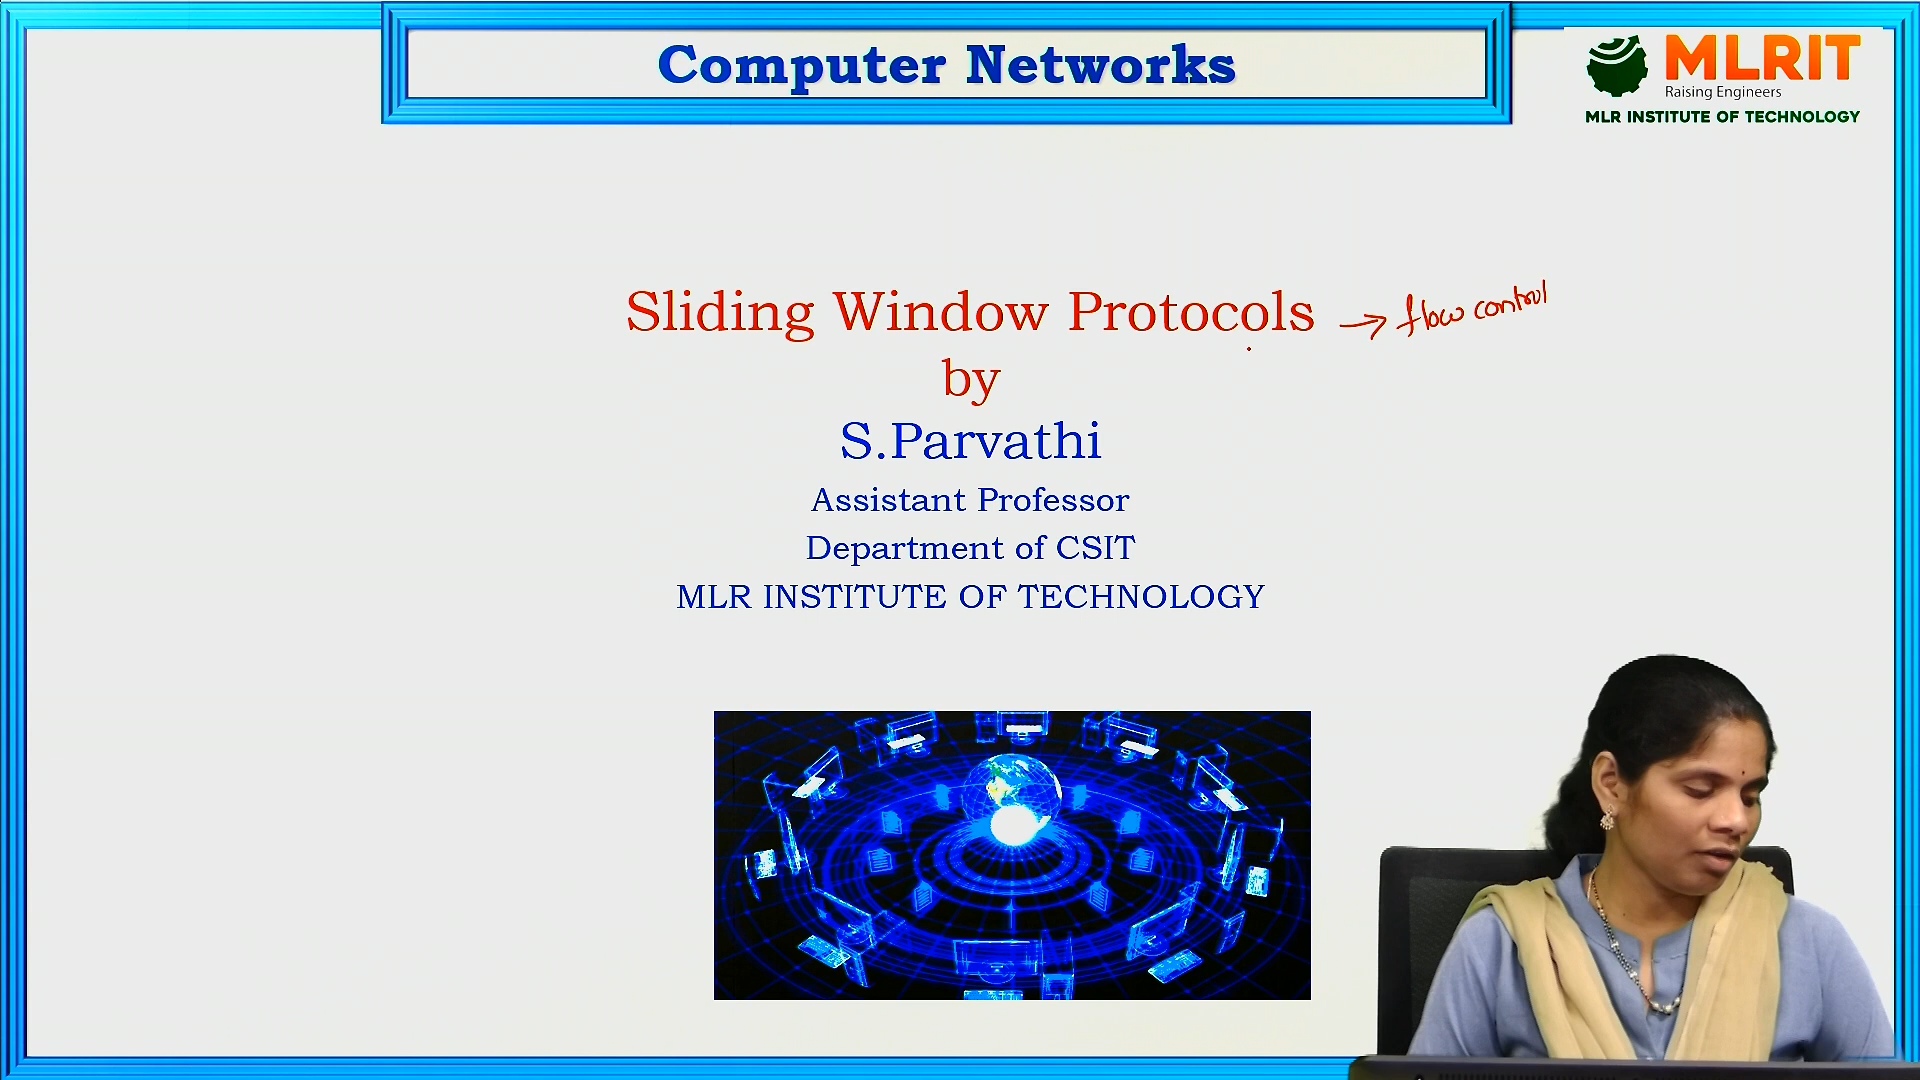 Computer Networks
MLRIT
Raising Engineers
MLR INSTITUTE OF TECHNOLOGY
Sliding Window Protocols → flow control
by
S.Parvathi
Assistant Professor
Department of CSIT
MLR INSTITUTE OF TECHNOLOGY